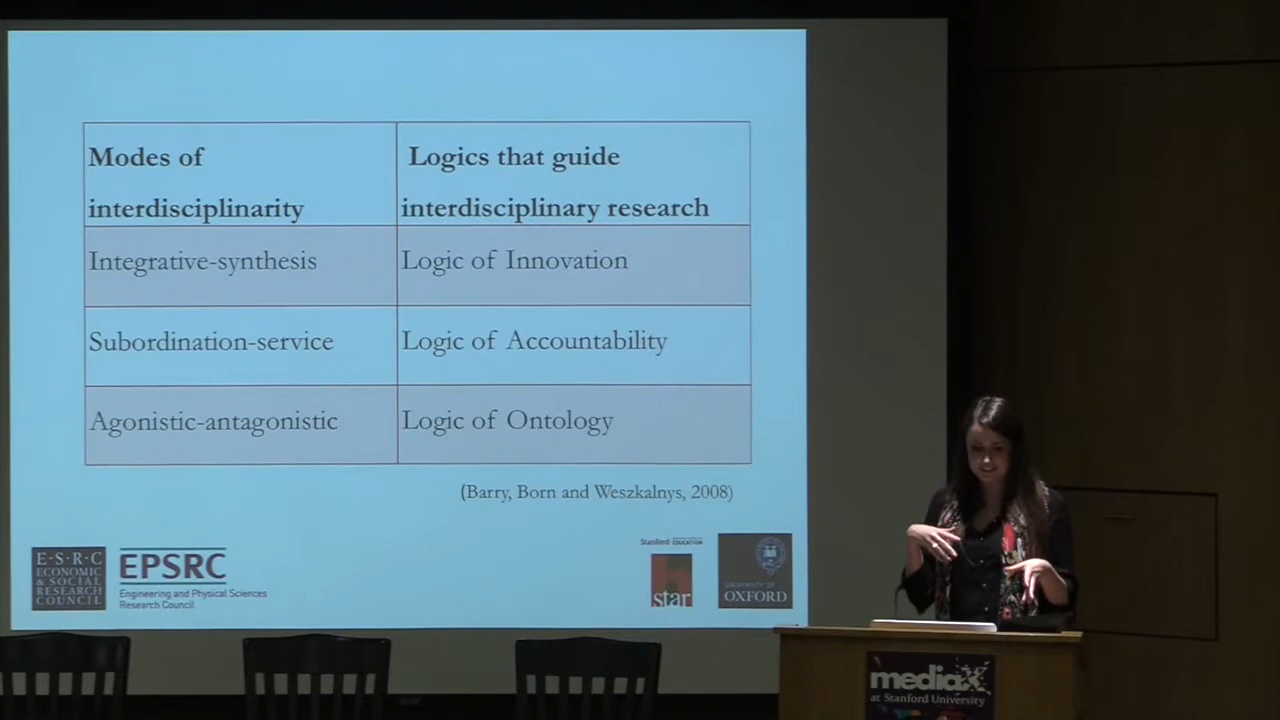 Modes of
interdisciplinarity
Logics that guide
interdisciplinary research
Integrative-synthesis
Logic of Innovation
Subordination-service
Logic of Accountability
Agonistic-antagonistic
Logic of Ontology
(Barry, Born and Weszkalnys, 2008)
E·S·R·C
ECONOMIC
& SOCIAL
RESEARCH
COUNCIL
EPSRC
Engineering and Physical Sciences
Research Council
Stanford EDUCATION
star
UNIVERSITY OF
OXFORD
mediaX
at Stanford University